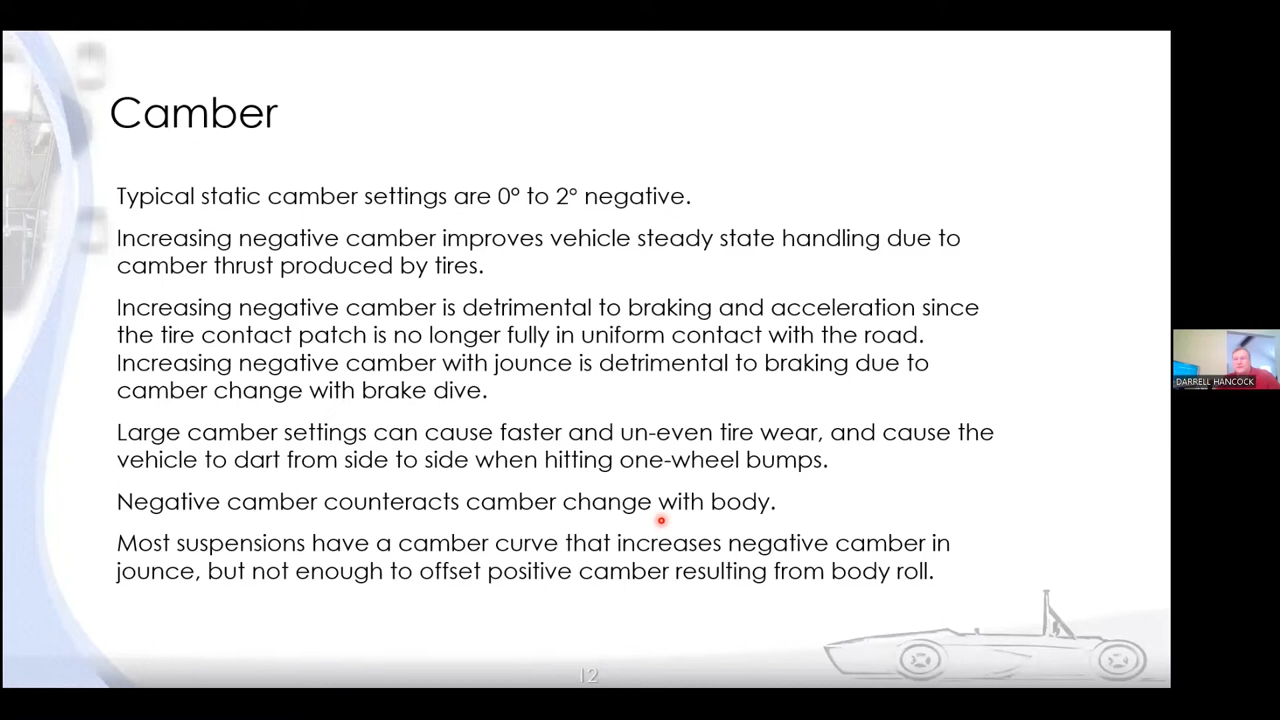 Camber
Typical static camber settings are 0° to 2° negative.
Increasing negative camber improves vehicle steady state handling due to
camber thrust produced by tires.
Increasing negative camber is detrimental to braking and acceleration since
the tire contact patch is no longer fully in uniform contact with the road.
Increasing negative camber with jounce is detrimental to braking due to
camber change with brake dive.
Large camber settings can cause faster and un-even tire wear, and cause the
vehicle to dart from side to side when hitting one-wheel bumps.
Negative camber counteracts camber change with body.
Most suspensions have a camber curve that increases negative camber in
jounce, but not enough to offset positive camber resulting from body roll.
12
DARRELL HANCOCK